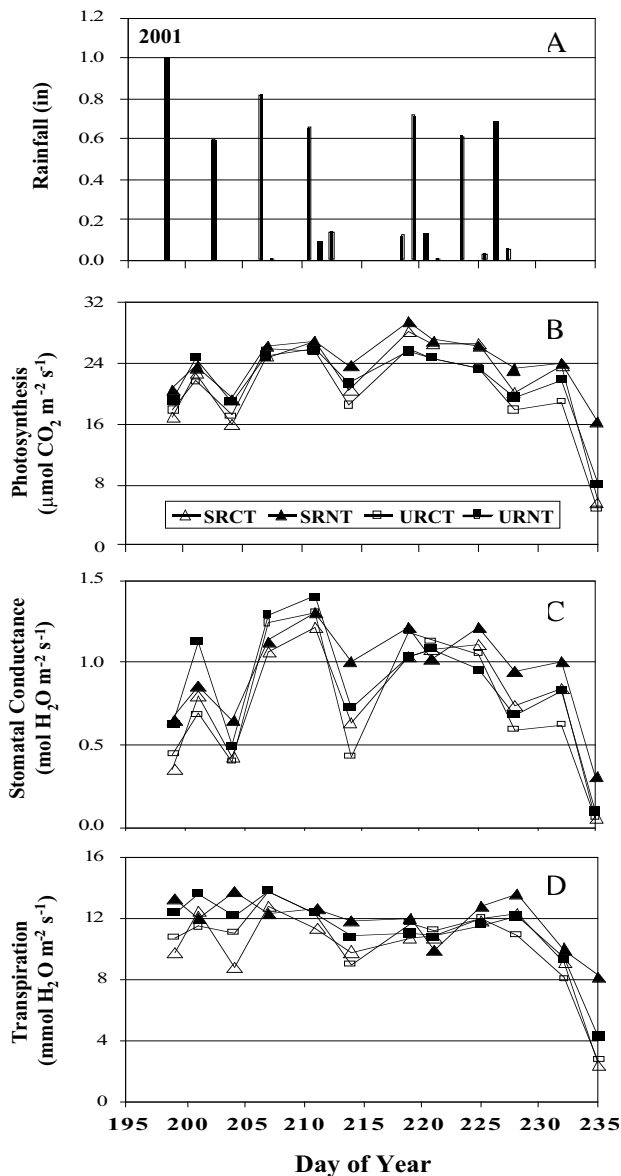 2001
A
1.2
1.0
0.8
0.6
0.4
0.2
0.0
Rainfall (in)
B
32
24
16
8
0
Photosynthesis
(µmol CO₂ m⁻² s⁻¹)
SRCT SRNT URCT URNT
C
1.5
1.0
0.5
0.0
Stomatal Conductance
(mol H₂O m⁻² s⁻¹)
D
16
12
8
4
0
Transpiration
(mmol H₂O m⁻² s⁻¹)
195 200 205 210 215 220 225 230 235
Day of Year